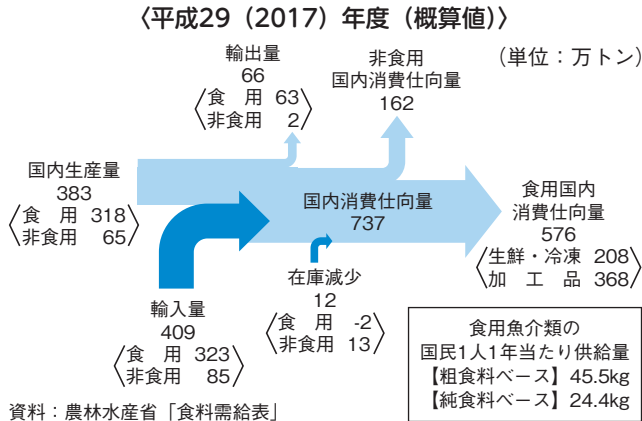 〈平成29（2017）年度（概算値）〉
（単位：万トン）
輸出量
66
食　用 63
非食用 2
非食用
国内消費仕向量
162
国内生産量
383
食　用 318
非食用 65
国内消費仕向量
737
食用国内
消費仕向量
576
生鮮・冷凍 208
加 工 品 368
在庫減少
12
食　用 -2
非食用 13
輸入量
409
食　用 323
非食用 85
食用魚介類の
国民1人1年当たり供給量
【粗食料ベース】45.5kg
【純食料ベース】24.4kg
資料：農林水産省「食料需給表」